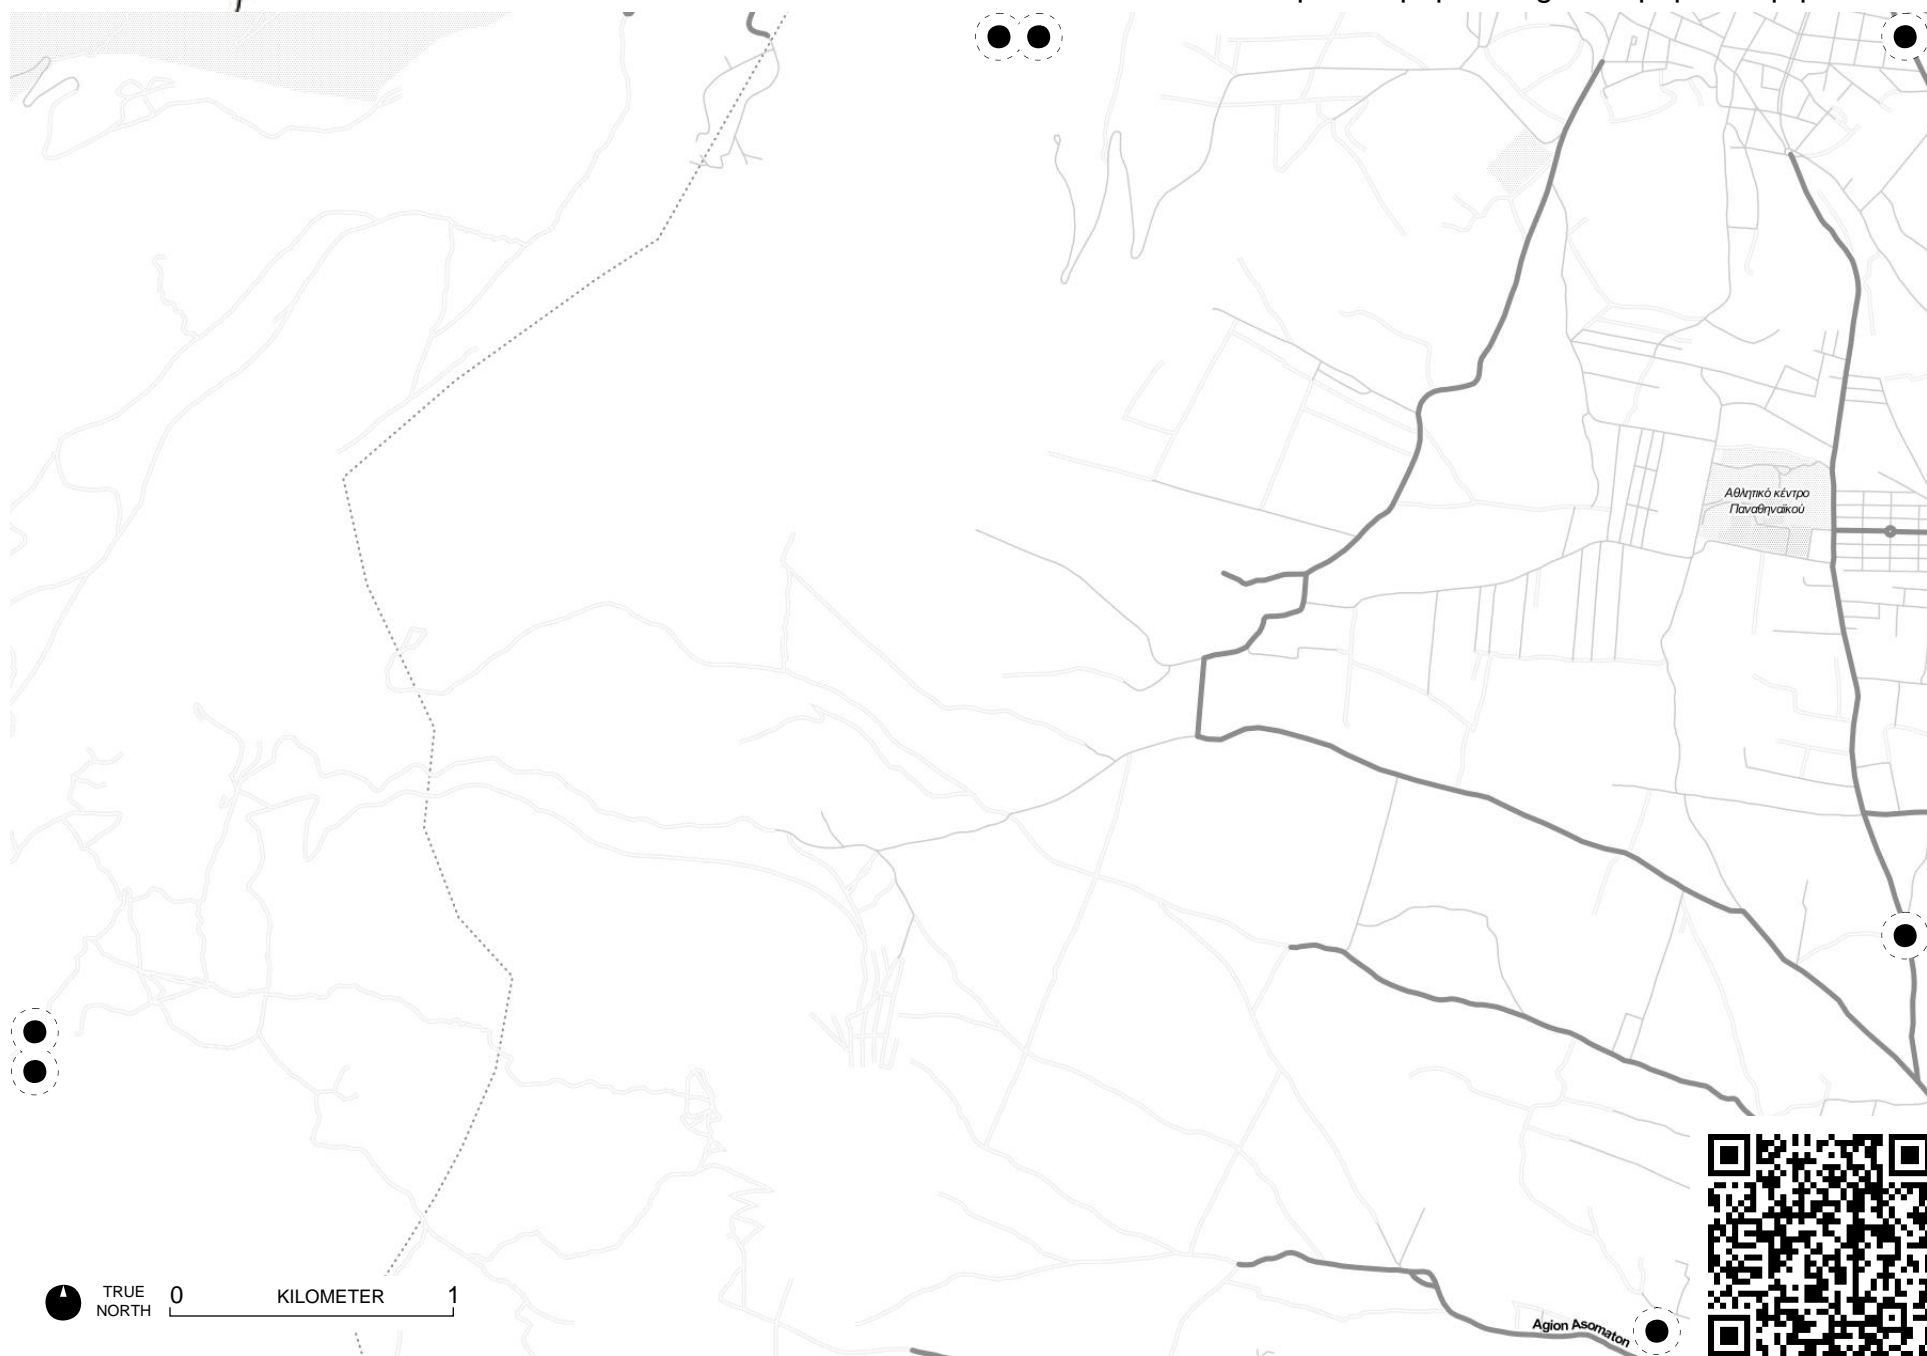 Αθλητικό κέντρο
Παναθηναϊκού
TRUE
NORTH
0 KILOMETER 1
Agion Asomaton